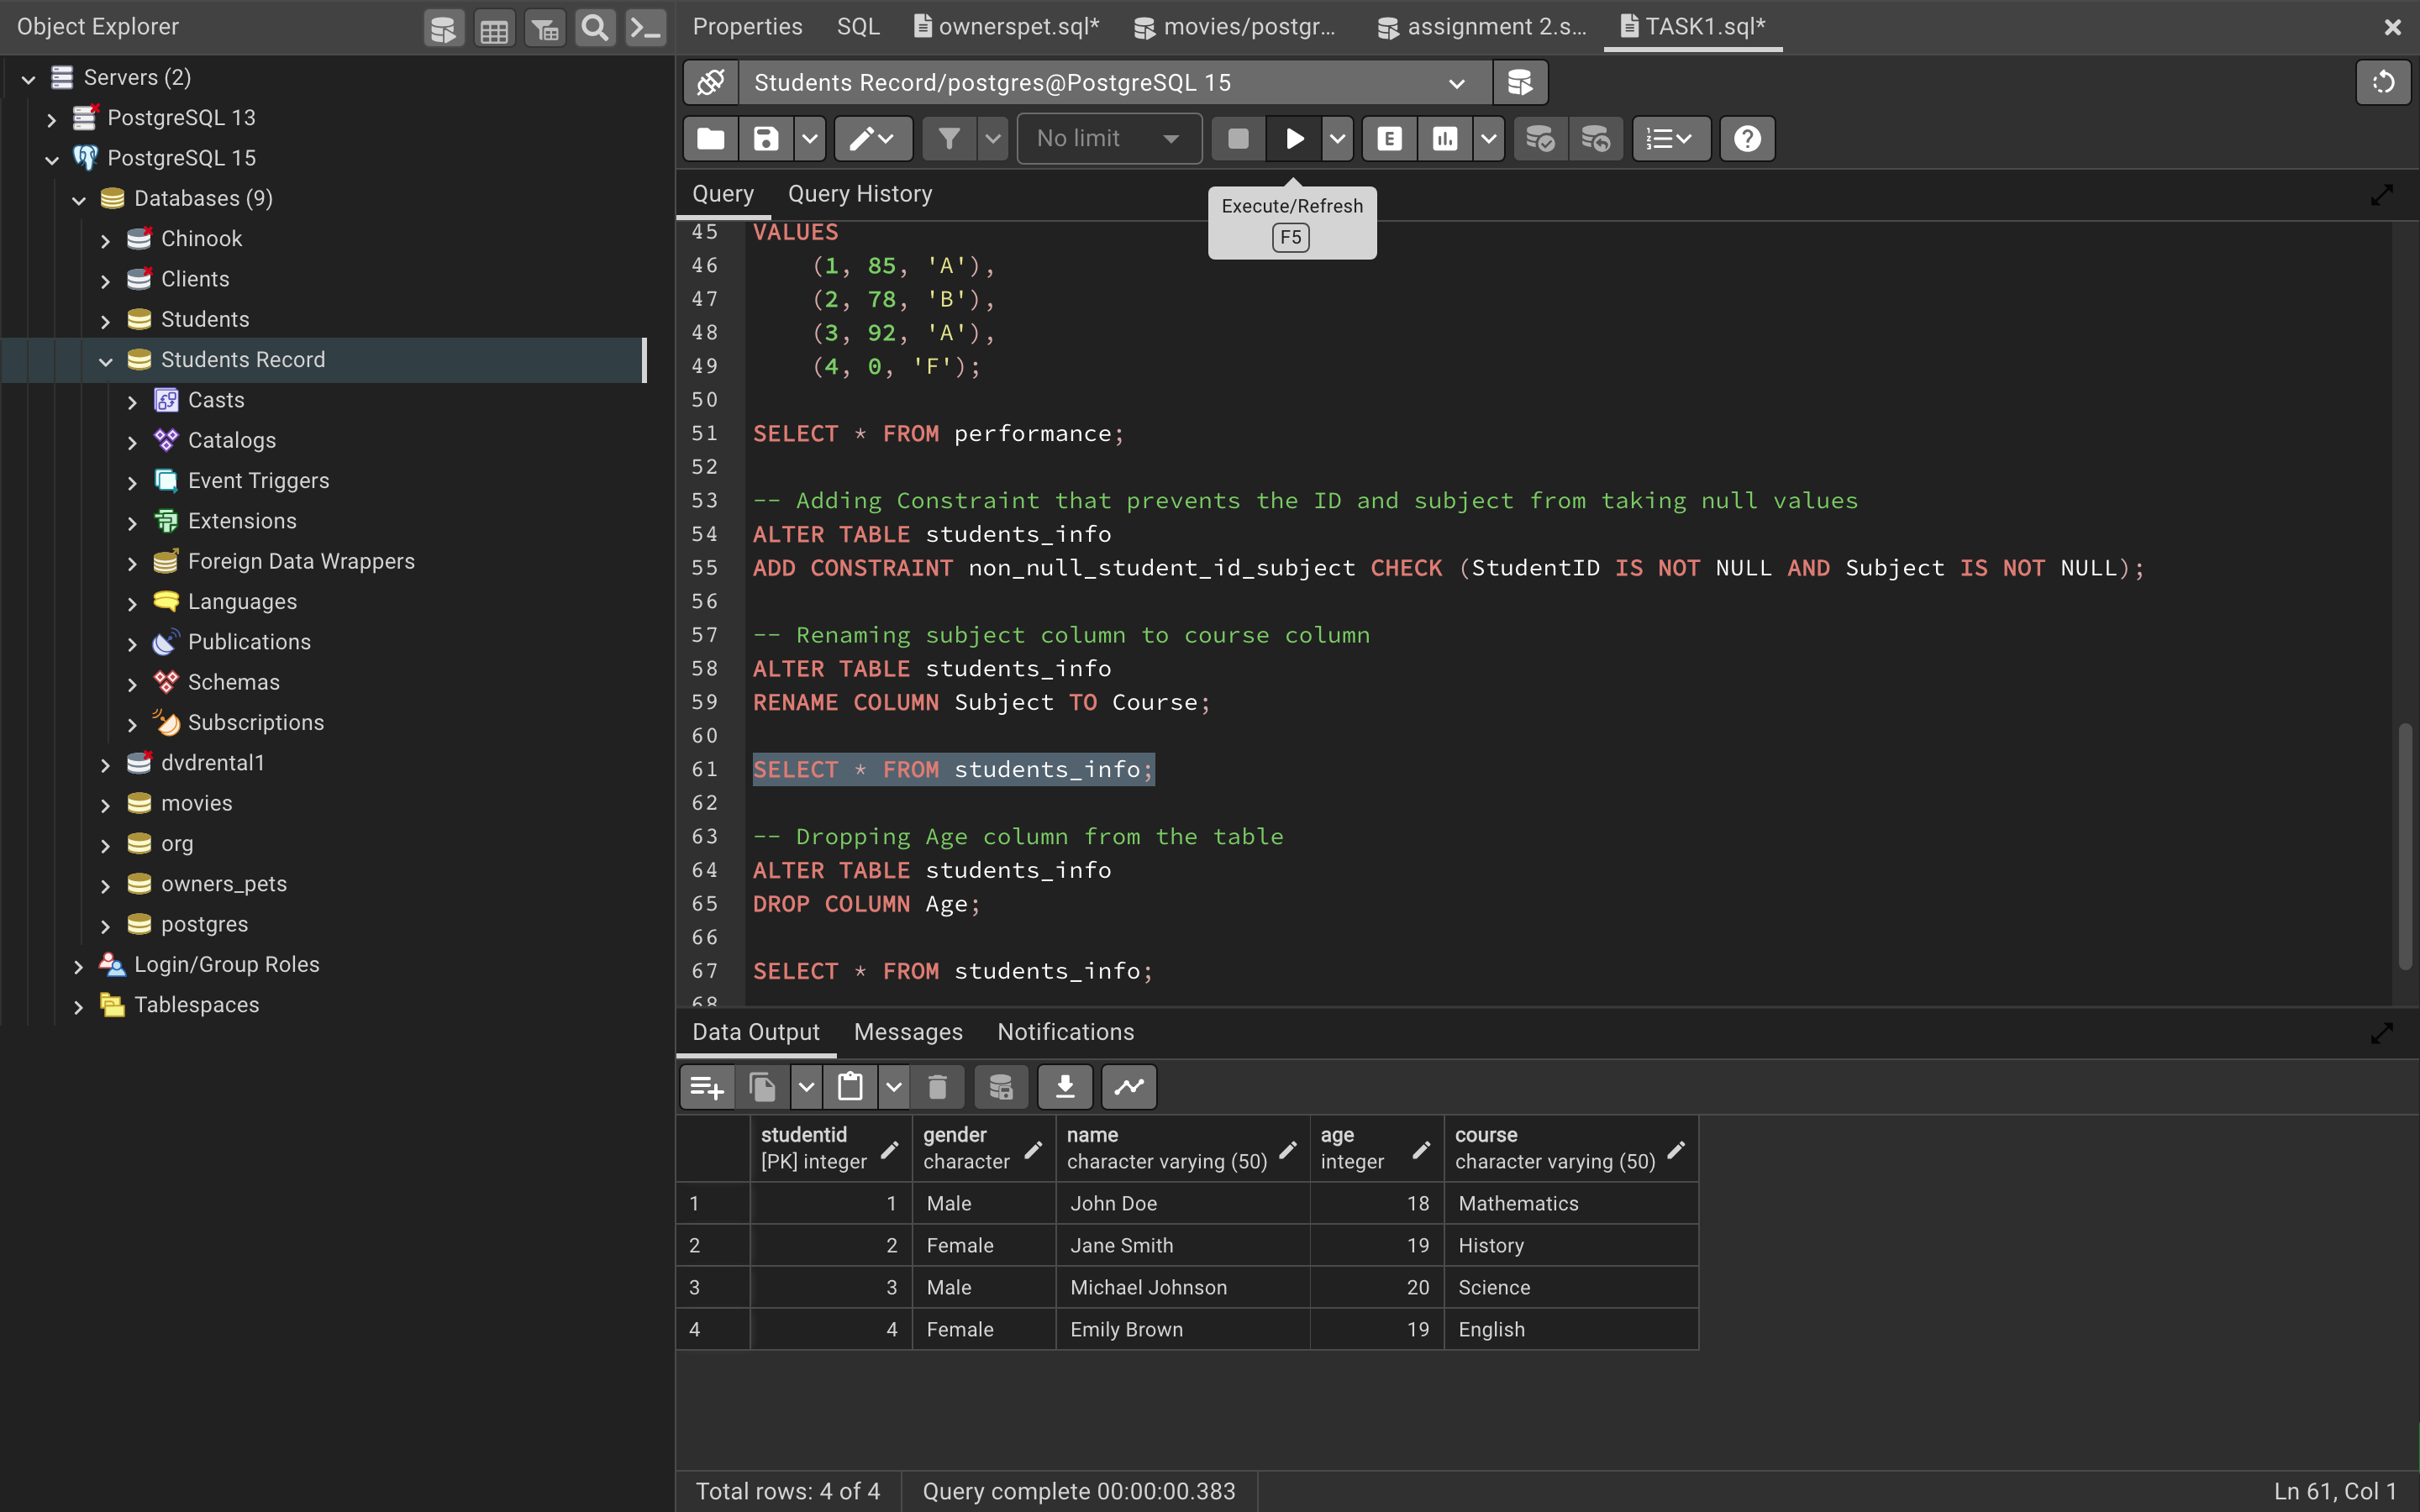 Object Explorer
Properties SQL ownerspet.sql* movies/postgr... assignment 2.s... TASK1.sql*
Servers (2)
PostgreSQL 13
PostgreSQL 15
Databases (9)
Chinook
Clients
Students
Students Record
Casts
Catalogs
Event Triggers
Extensions
Foreign Data Wrappers
Languages
Publications
Schemas
Subscriptions
dvdrental1
movies
org
owners_pets
postgres
Login/Group Roles
Tablespaces
Students Record/postgres@PostgreSQL 15
No limit
E
Query Query History
Execute/Refresh
F5
45 VALUES
46 (1, 85, 'A'),
47 (2, 78, 'B'),
48 (3, 92, 'A'),
49 (4, 0, 'F');
50
51 SELECT * FROM performance;
52
53 -- Adding Constraint that prevents the ID and subject from taking null values
54 ALTER TABLE students_info
55 ADD CONSTRAINT non_null_student_id_subject CHECK (StudentID IS NOT NULL AND Subject IS NOT NULL);
56
57 -- Renaming subject column to course column
58 ALTER TABLE students_info
59 RENAME COLUMN Subject TO Course;
60
61 SELECT * FROM students_info;
62
63 -- Dropping Age column from the table
64 ALTER TABLE students_info
65 DROP COLUMN Age;
66
67 SELECT * FROM students_info;
68
Data Output Messages Notifications
studentid gender name age course
[PK] integer character character varying (50) integer character varying (50)
1 1 Male John Doe 18 Mathematics
2 2 Female Jane Smith 19 History
3 3 Male Michael Johnson 20 Science
4 4 Female Emily Brown 19 English
Total rows: 4 of 4 Query complete 00:00:00.383 Ln 61, Col 1